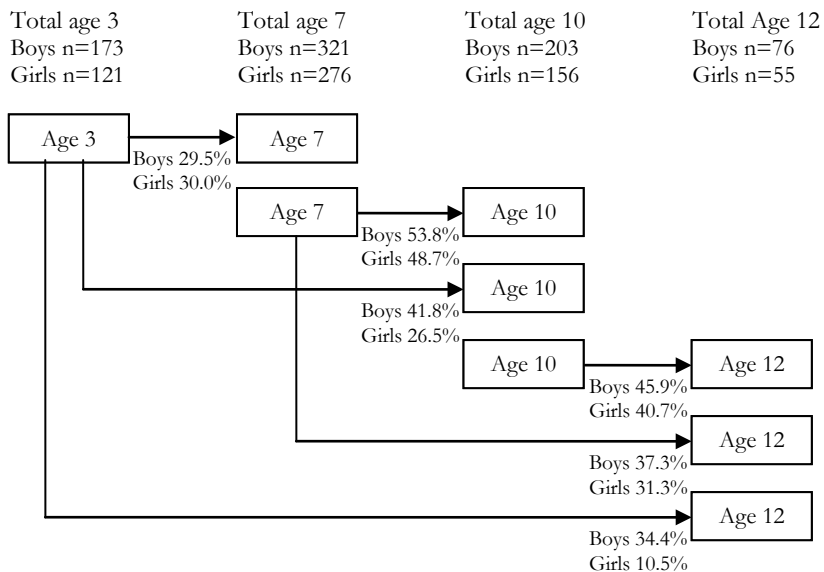 Total age 3
Boys n=173
Girls n=121
Total age 7
Boys n=321
Girls n=276
Total age 10
Boys n=203
Girls n=156
Total Age 12
Boys n=76
Girls n=55
Age 3
Boys 29.5%
Girls 30.0%
Age 7
Age 7
Boys 53.8%
Girls 48.7%
Age 10
Boys 41.8%
Girls 26.5%
Age 10
Age 10
Boys 45.9%
Girls 40.7%
Age 12
Boys 37.3%
Girls 31.3%
Age 12
Boys 34.4%
Girls 10.5%
Age 12